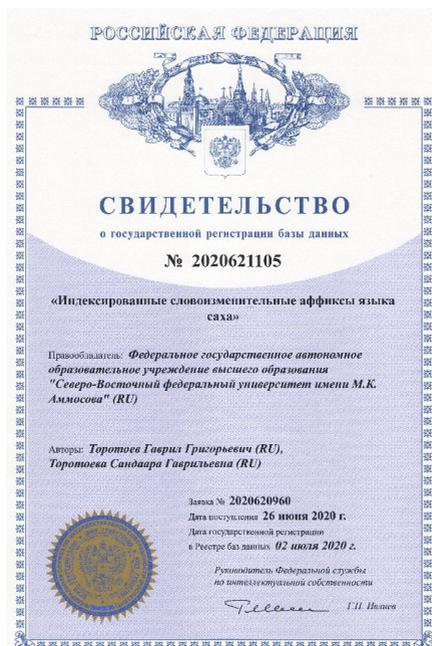 РОССИЙСКАЯ ФЕДЕРАЦИЯ
СВИДЕТЕЛЬСТВО
о государственной регистрации базы данных
№ 2020621105
«Индексированные словоизменительные аффиксы языка
саха»
Правообладатель: Федеральное государственное автономное
образовательное учреждение высшего образования
"Северо-Восточный федеральный университет имени М.К.
Аммосова" (RU)
Авторы: Торотоев Гаврил Григорьевич (RU),
Торотоева Сандаара Гаврильевна (RU)
Заявка № 2020620960
Дата поступления 26 июня 2020 г.
Дата государственной регистрации
в Реестре баз данных 02 июля 2020 г.
Руководитель Федеральной службы
по интеллектуальной собственности
Г.П. Ивлиев